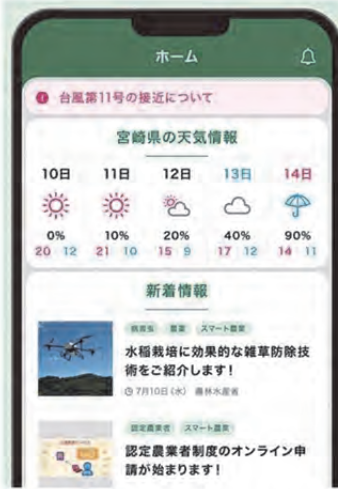 ホーム
台風第11号の接近について
宮崎県の天気情報
10日 11日 12日 13日 14日
0% 10% 20% 40% 90%
20 12 21 10 15 9 17 12 14 11
新着情報
病害虫 農薬 スマート農業
水稲栽培に効果的な雑草防除技
術をご紹介します!
7月10日(水) 農林水産省
認定農業者 スマート農業
認定農業者制度のオンライン申
請が始まります!